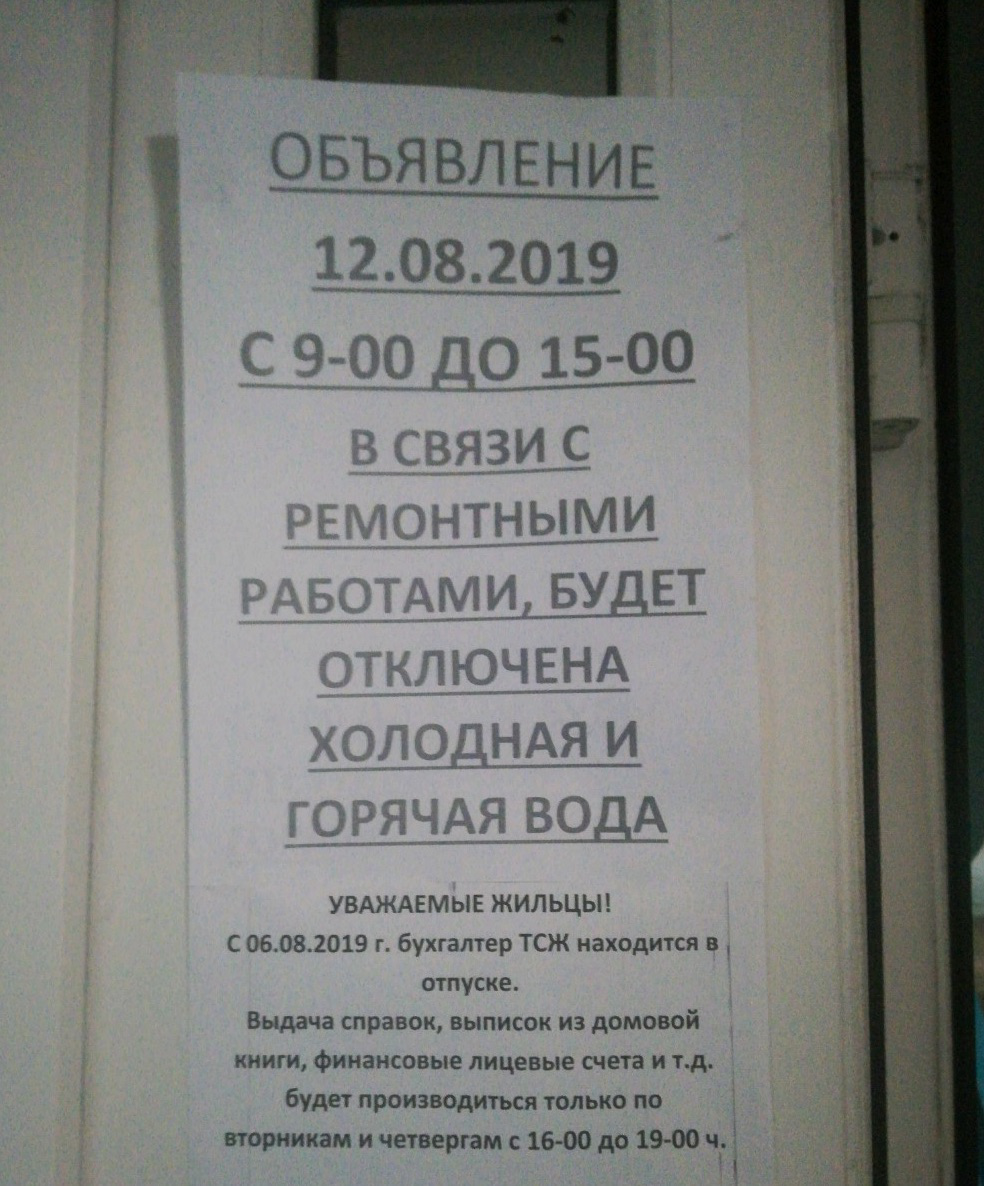 ОБЪЯВЛЕНИЕ
12.08.2019
С 9-00 ДО 15-00
В СВЯЗИ С
РЕМОНТНЫМИ
РАБОТАМИ, БУДЕТ
ОТКЛЮЧЕНА
ХОЛОДНАЯ И
ГОРЯЧАЯ ВОДА
УВАЖАЕМЫЕ ЖИЛЬЦЫ!
С 06.08.2019 г. бухгалтер ТСЖ находится в
отпуске.
Выдача справок, выписок из домовой
книги, финансовые лицевые счета и т.д.
будет производиться только по
вторникам и четвергам с 16-00 до 19-00 ч.